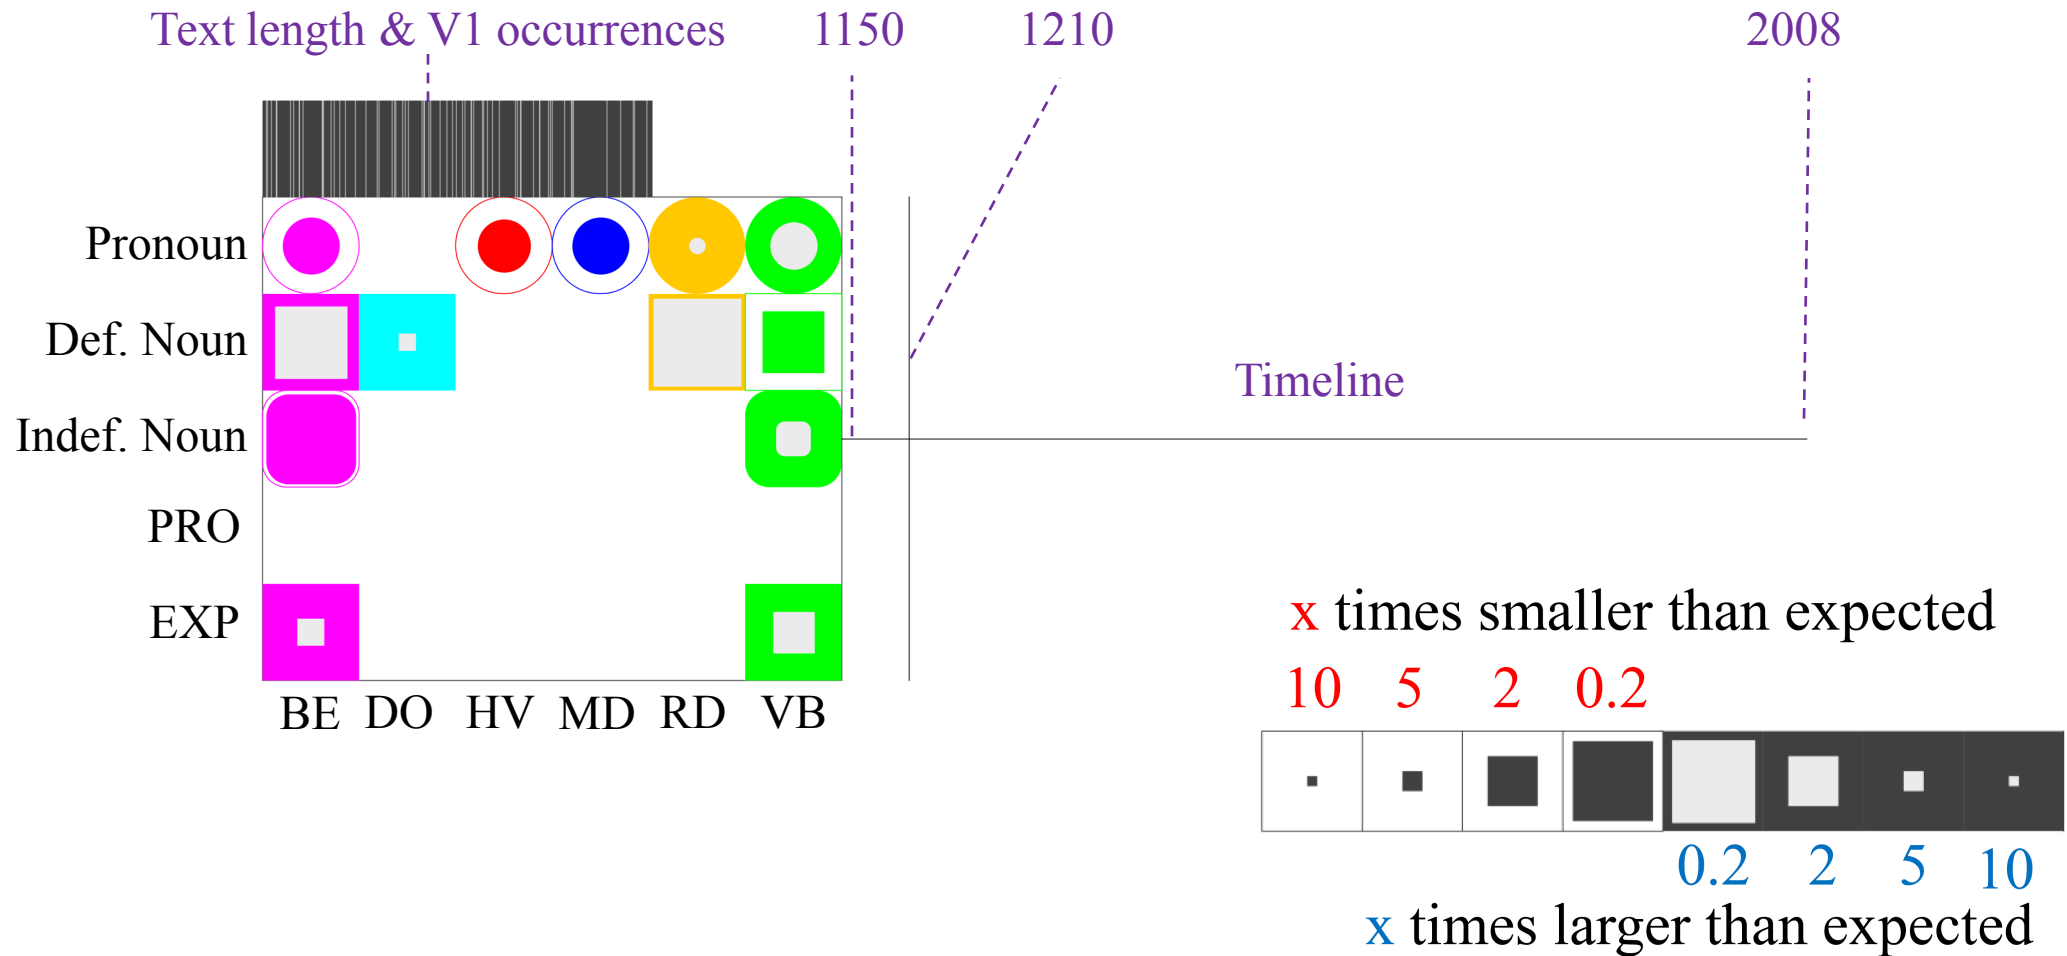 Text length & V1 occurrences 1150 1210 2008
Pronoun
Def. Noun
Timeline
Indef. Noun
PRO
EXP
BE DO HV MD RD VB
x times smaller than expected
10 5 2 0.2
0.2 2 5 10
x times larger than expected